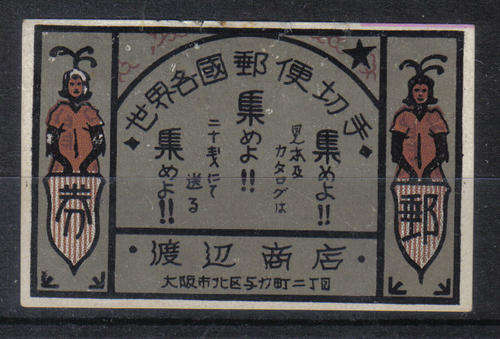 世界各國郵便切手
集めよ!!
見本及
カタログは
集めよ!!
二十戋にて
送る
集めよ!!
郵
券
渡辺商店
大阪市北区与力町二丁目